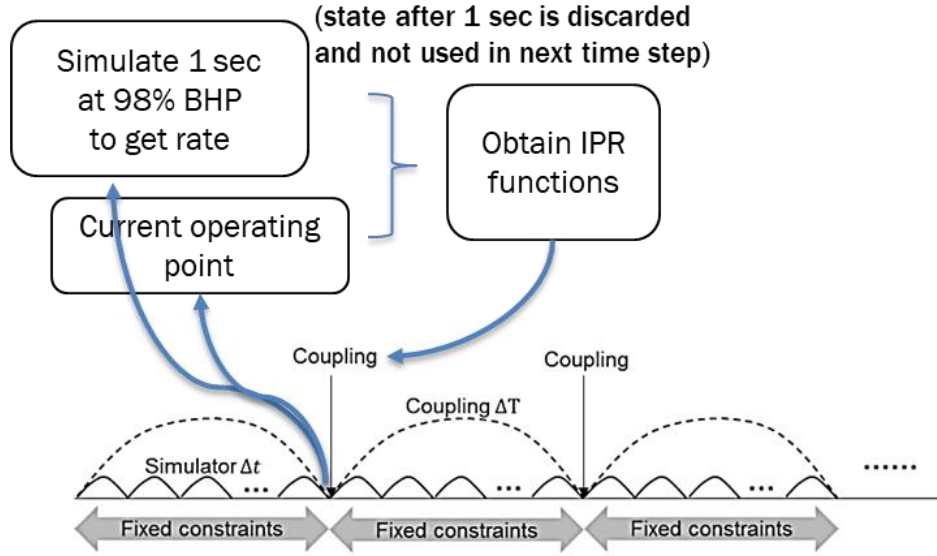 (state after 1 sec is discarded
and not used in next time step)
Simulate 1 sec
at 98% BHP
to get rate
Obtain IPR
functions
Current operating
point
Coupling
Coupling
Coupling ΔT
Simulator Δt
...
...
...
......
Fixed constraints
Fixed constraints
Fixed constraints